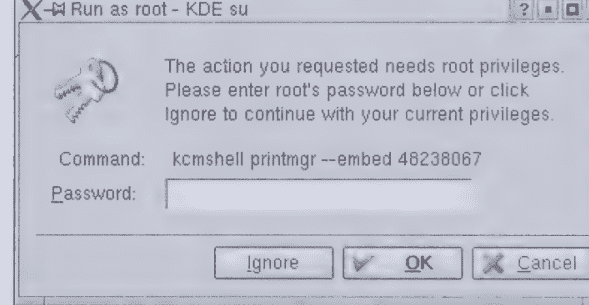 Run as root - KDE su
The action you requested needs root privileges.
Please enter root's password below or click
Ignore to continue with your current privileges.
Command: kcmshell printmgr --embed 48238067
Password:
Ignore OK Cancel